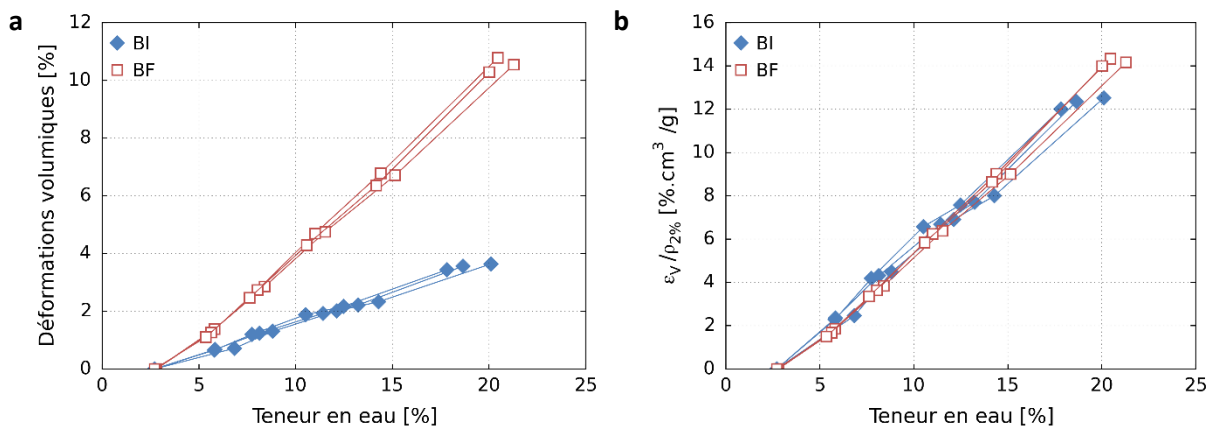 a
12
10
8
6
4
2
0
Déformations volumiques [%]
BI
BF
0 5 10 15 20 25
Teneur en eau [%]
b
16
14
12
10
8
6
4
2
0
εV/ρ2% [%.cm³ /g]
BI
BF
0 5 10 15 20 25
Teneur en eau [%]